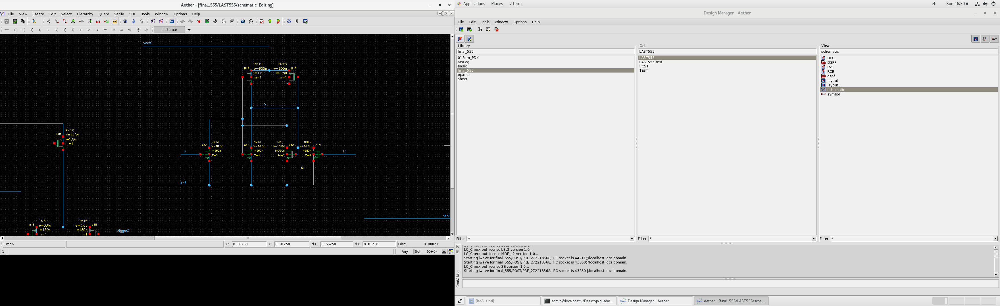 Aether - [final_555/LAST555/schematic: Editing]
File View Create Edit Select Hierarchy Query Verify SDL Tools Window Options Help
Instance
vcc8
PM19 PM18
p18 w=600n w=600n p18
l=1.8u l=1.8u
m=1 m=1
Q
PM16
p18 w=440n
l=1.8u
m=1
NM13 NM12 NM11 NM10
n18 w=10.8u n18 w=10.8u w=10.8u n18 w=10.8u n18
S l=360n l=360n l=360n l=360n R
m=1 m=1 m=1 m=1
gnd
gnd
PM5 PM15
p18 w=3.6u w=3.6u p18
l=180n l=180n trigger2
m=1 m=1
Cmd> X: 0.56250 Y: 0.81250 dX: 0.56250 dY: 0.81250 Dist: 0.98821
1 Any Sel: (0+0)
Applications Places ZTerm zh Sun 16:30
Design Manager - Aether
File Edit Tools Window Options Help
Library
final_555
018um_PDK
analog
basic
final_555
opamp
sheet
Filter *
Cell
LAST555
LAST555
LAST555-test
POST
TEST
Filter *
View
schematic
DRC
DSPF
LVS
RCE
dspf
layout
layout3
schematic
symbol
Filter *
Cmd&Msg
LC_Check out license LEL2 version 1.0...
LC_Check out license LEL2 version 1.0...
LC_Check out license MDE_L2 version 1.0...
Starting iwave for final_555/POST/PRE_272213568, IPC socket is 44211@localhost.localdomain.
Starting iwave for final_555/POST/PRE_272213568, IPC socket is 43860@localhost.localdomain.
LC_Check out license SE version 1.0...
Starting iwave for final_555/POST/PRE_272213568, IPC socket is 43860@localhost.localdomain.
[lab5_final] admin@localhost:~/Desktop/huada/... Design Manager - Aether Aether - [final_555/LAST555/sche...